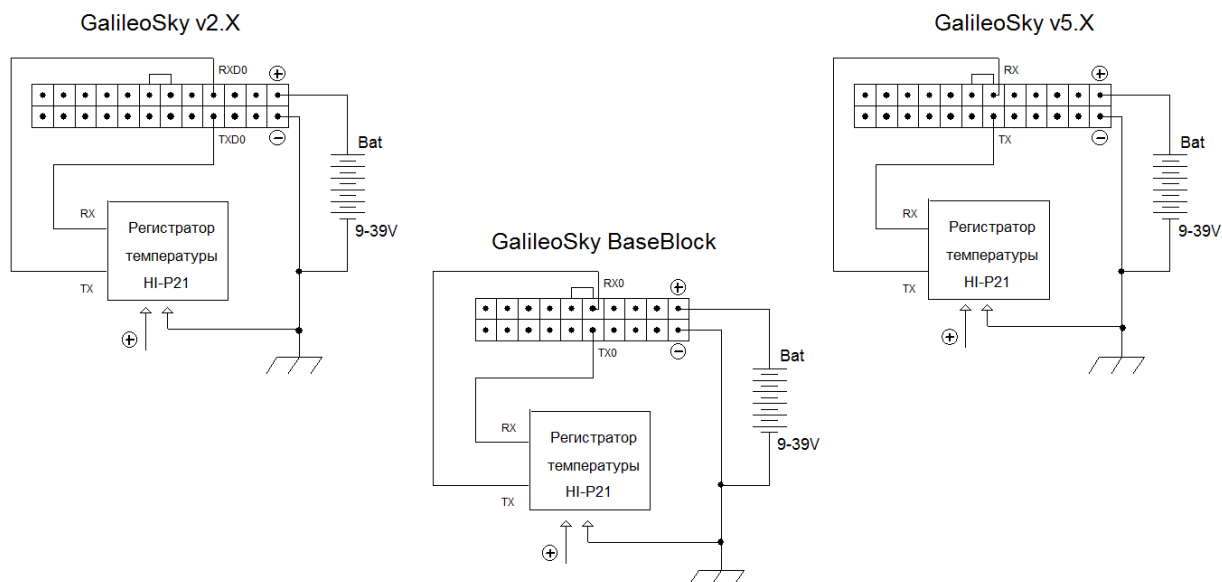 GalileoSky v2.X
RXD0
+
−
TXD0
Bat
9-39V
RX
Регистратор
температуры
HI-P21
TX
+
GalileoSky BaseBlock
RX0
+
−
TX0
Bat
9-39V
RX
Регистратор
температуры
HI-P21
TX
+
GalileoSky v5.X
RX
+
−
TX
Bat
9-39V
RX
Регистратор
температуры
HI-P21
TX
+